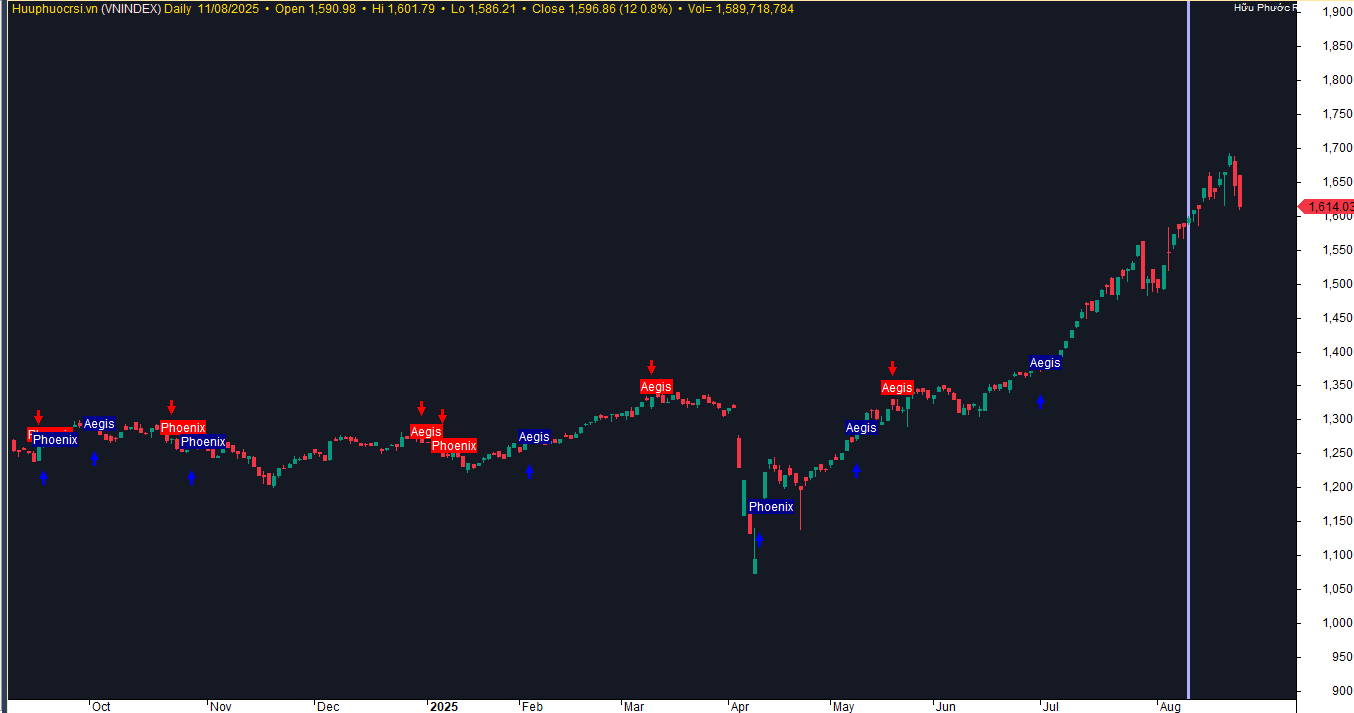 Huuphuocrsi.vn (VNINDEX) Daily 11/08/2025 • Open 1,590.98 • Hi 1,601.79 • Lo 1,586.21 • Close 1,596.86 (12 0.8%) • Vol= 1,589,718,784
Hữu Phước R
1,900
1,850
1,800
1,750
1,700
1,650
1,614.03
1,600
1,550
1,500
1,450
1,400
1,350
1,300
1,250
1,200
1,150
1,100
1,050
1,000
950
900
Aegis
Aegis
Aegis
Phoenix
Aegis
Phoenix
Phoenix
Aegis
Phoenix
Aegis
Phoenix
Aegis
Phoenix
Oct Nov Dec 2025 Feb Mar Apr May Jun Jul Aug